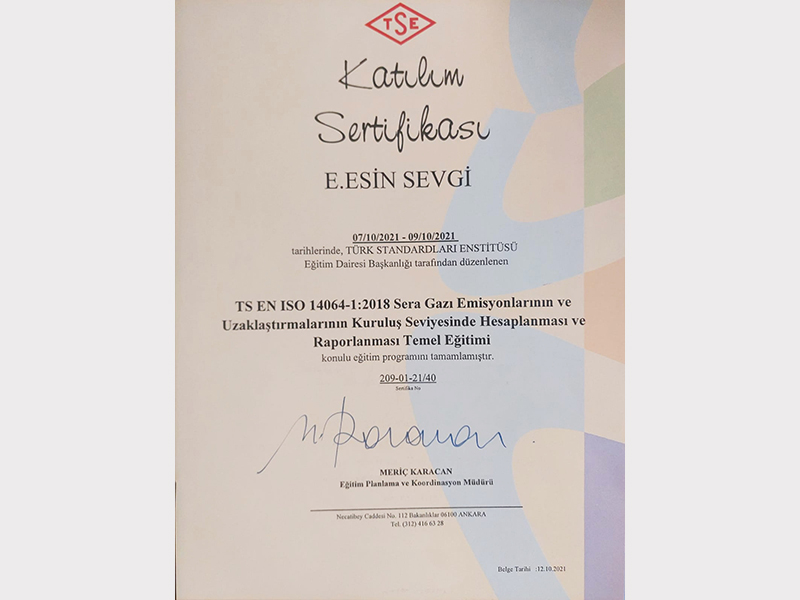 TSE
Katılım
Sertifikası
E.ESİN SEVGİ
07/10/2021 - 09/10/2021
tarihlerinde, TÜRK STANDARDLARI ENSTİTÜSÜ
Eğitim Dairesi Başkanlığı tarafından düzenlenen
TS EN ISO 14064-1:2018 Sera Gazı Emisyonlarının ve
Uzaklaştırmalarının Kuruluş Seviyesinde Hesaplanması ve
Raporlanması Temel Eğitimi
konulu eğitim programını tamamlamıştır.
209-01-21/40
Sertifika No
M. Karacan
MERİÇ KARACAN
Eğitim Planlama ve Koordinasyon Müdürü
Necatibey Caddesi No. 112 Bakanlıklar 06100 ANKARA
Tel. (312) 416 63 28
Belge Tarihi :12.10.2021